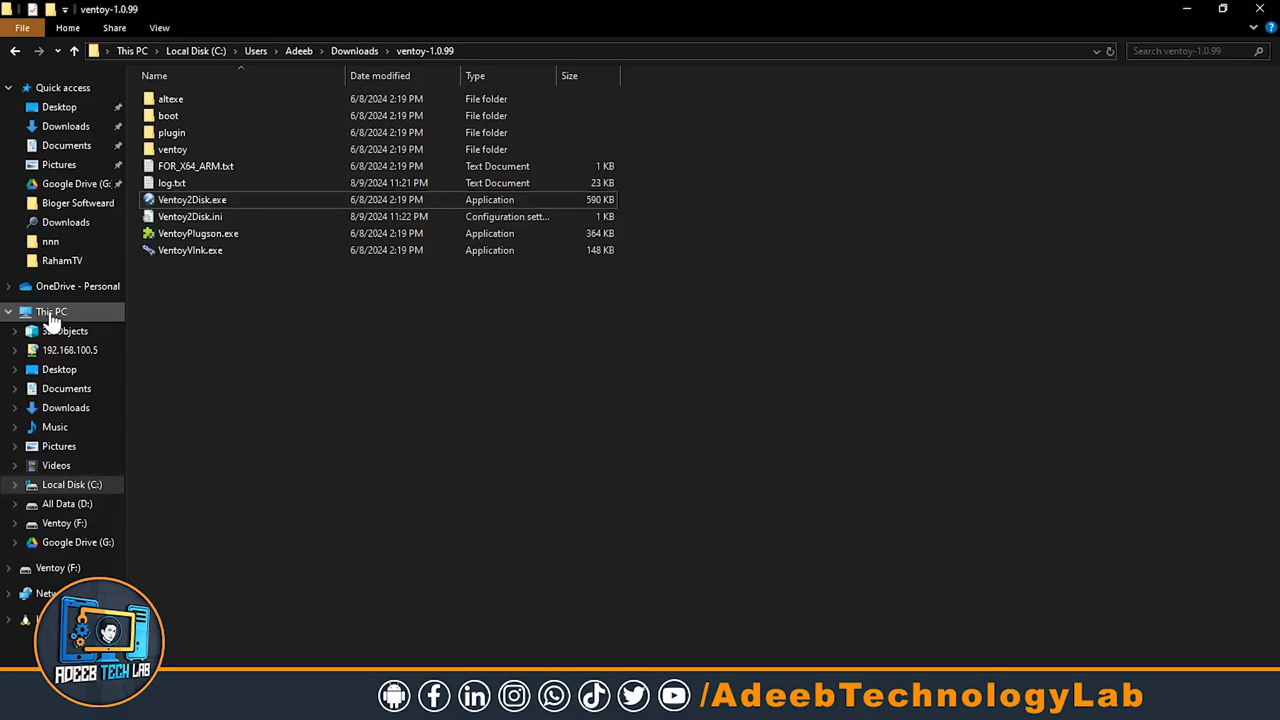 ventoy-1.0.99
File Home Share View
This PC Local Disk (C:) Users Adeeb Downloads ventoy-1.0.99 Search ventoy-1.0.99
Name Date modified Type Size
altexe 6/8/2024 2:19 PM File folder
boot 6/8/2024 2:19 PM File folder
plugin 6/8/2024 2:19 PM File folder
ventoy 6/8/2024 2:19 PM File folder
FOR_X64_ARM.txt 6/8/2024 2:19 PM Text Document 1 KB
log.txt 8/9/2024 11:21 PM Text Document 23 KB
Ventoy2Disk.exe 6/8/2024 2:19 PM Application 590 KB
Ventoy2Disk.ini 8/9/2024 11:22 PM Configuration sett... 1 KB
VentoyPlugson.exe 6/8/2024 2:19 PM Application 364 KB
VentoyVlnk.exe 6/8/2024 2:19 PM Application 148 KB
Quick access
Desktop
Downloads
Documents
Pictures
Google Drive (G:
Bloger Softweard
Downloads
nnn
RahamTV
OneDrive - Personal
This PC
Objects
192.168.100.5
Desktop
Documents
Downloads
Music
Pictures
Videos
Local Disk (C:)
All Data (D:)
Ventoy (F:)
Google Drive (G:)
Ventoy (F:)
ADEEB TECH LAB
/AdeebTechnologyLab